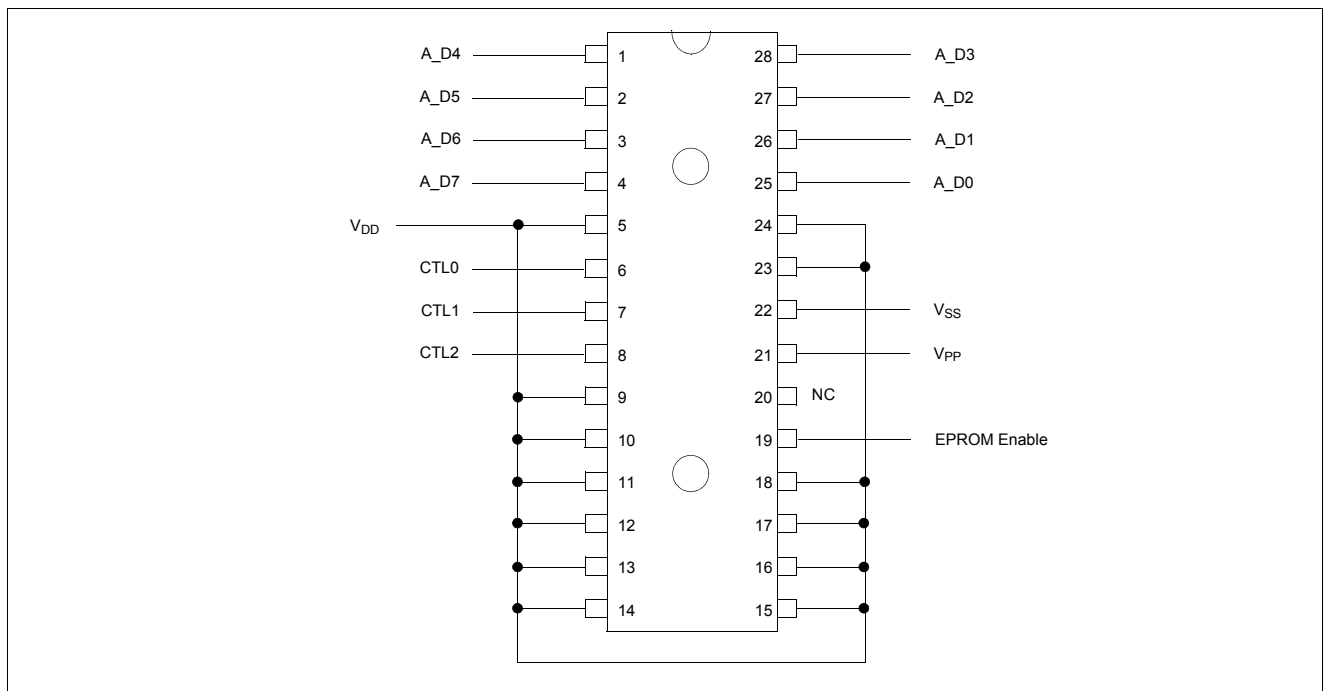 A_D4 1 28 A_D3
A_D5 2 27 A_D2
A_D6 3 26 A_D1
A_D7 4 25 A_D0
VDD 5 24
CTL0 6 23
CTL1 7 22 VSS
CTL2 8 21 VPP
9 20 NC
10 19 EPROM Enable
11 18
12 17
13 16
14 15